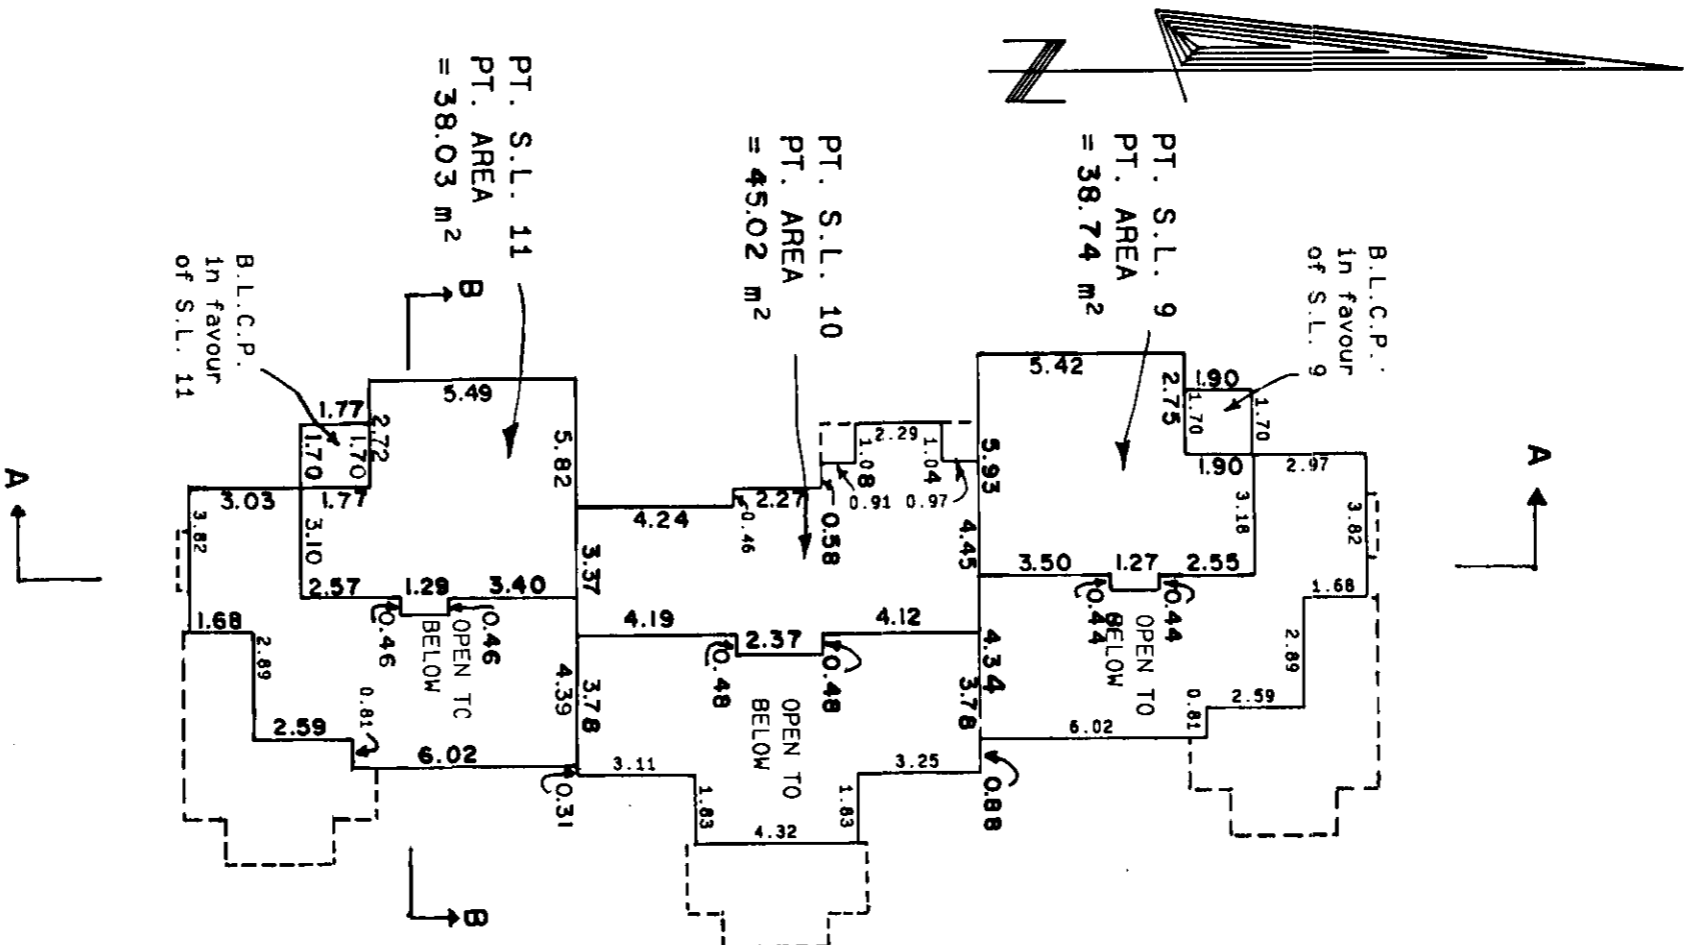 N
PT. S.L. 11
PT. AREA
= 38.03 m²
PT. S.L. 10
PT. AREA
= 45.02 m²
PT. S.L. 9
PT. AREA
= 38.74 m²
B.L.C.P.
in favour
of S.L. 11
B.L.C.P.
in favour
of S.L. 9
B
B
A
A
5.49
1.77
2.72
1.70
1.70
3.03
1.77
3.82
3.10
2.57
1.29
3.40
0.46
0.46
OPEN TC
BELOW
1.68
2.89
0.81
2.59
6.02
5.82
3.37
4.39
3.78
0.31
4.24
0.46
2.27
0.58
1.08
2.29
1.04
0.91
0.97
4.19
2.37
4.12
0.48
0.48
OPEN TO
BELOW
3.11
1.83
4.32
1.83
3.25
5.93
4.45
4.34
3.78
0.88
5.42
2.75
1.90
1.70
1.70
1.90
2.97
3.18
3.82
3.50
1.27
2.55
0.44
0.44
OPEN TO
BELOW
1.68
2.89
2.59
0.81
6.02